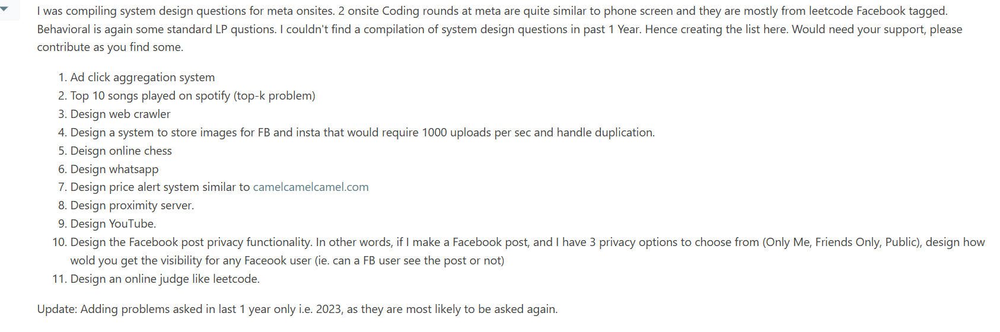 I was compiling system design questions for meta onsites. 2 onsite Coding rounds at meta are quite similar to phone screen and they are mostly from leetcode Facebook tagged.
Behavioral is again some standard LP qustions. I couldn't find a compilation of system design questions in past 1 Year. Hence creating the list here. Would need your support, please
contribute as you find some.
1. Ad click aggregation system
2. Top 10 songs played on spotify (top-k problem)
3. Design web crawler
4. Design a system to store images for FB and insta that would require 1000 uploads per sec and handle duplication.
5. Deisgn online chess
6. Design whatsapp
7. Design price alert system similar to camelcamelcamel.com
8. Design proximity server.
9. Design YouTube.
10. Design the Facebook post privacy functionality. In other words, if I make a Facebook post, and I have 3 privacy options to choose from (Only Me, Friends Only, Public), design how
wold you get the visibility for any Faceook user (ie. can a FB user see the post or not)
11. Design an online judge like leetcode.
Update: Adding problems asked in last 1 year only i.e. 2023, as they are most likely to be asked again.